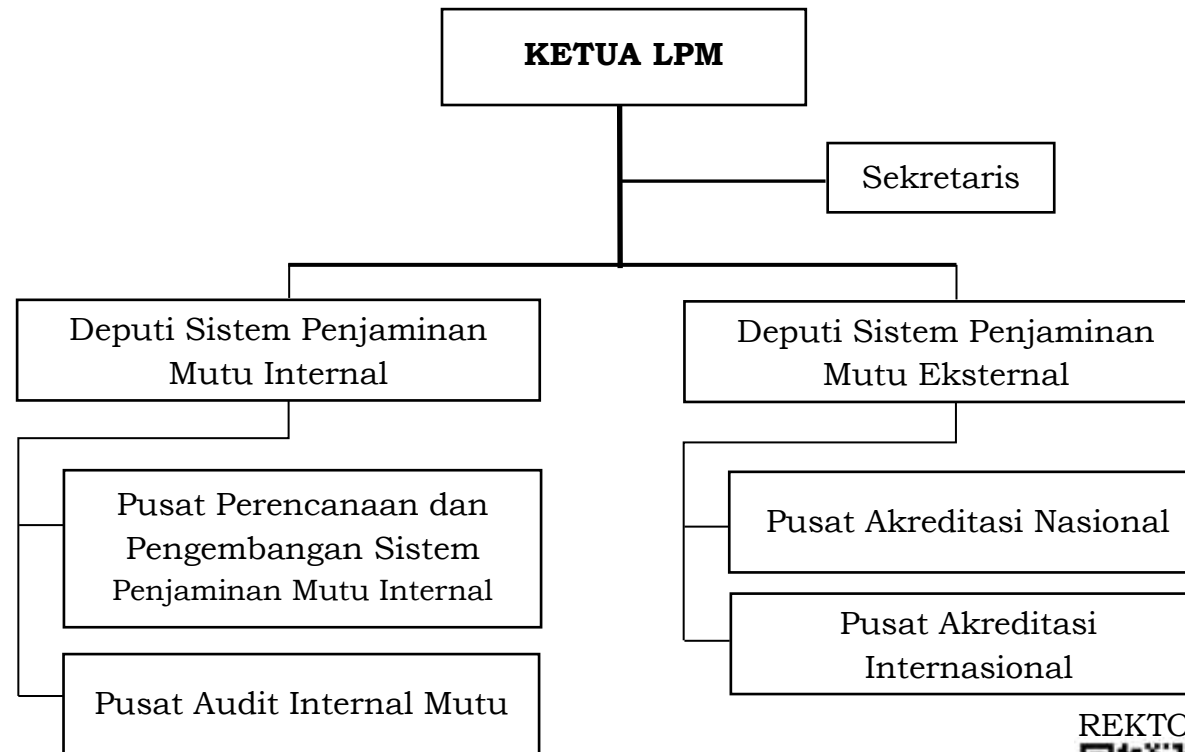 KETUA LPM
Sekretaris
Deputi Sistem Penjaminan
Mutu Internal
Deputi Sistem Penjaminan
Mutu Eksternal
Pusat Perencanaan dan
Pengembangan Sistem
Penjaminan Mutu Internal
Pusat Akreditasi Nasional
Pusat Akreditasi
Internasional
Pusat Audit Internal Mutu